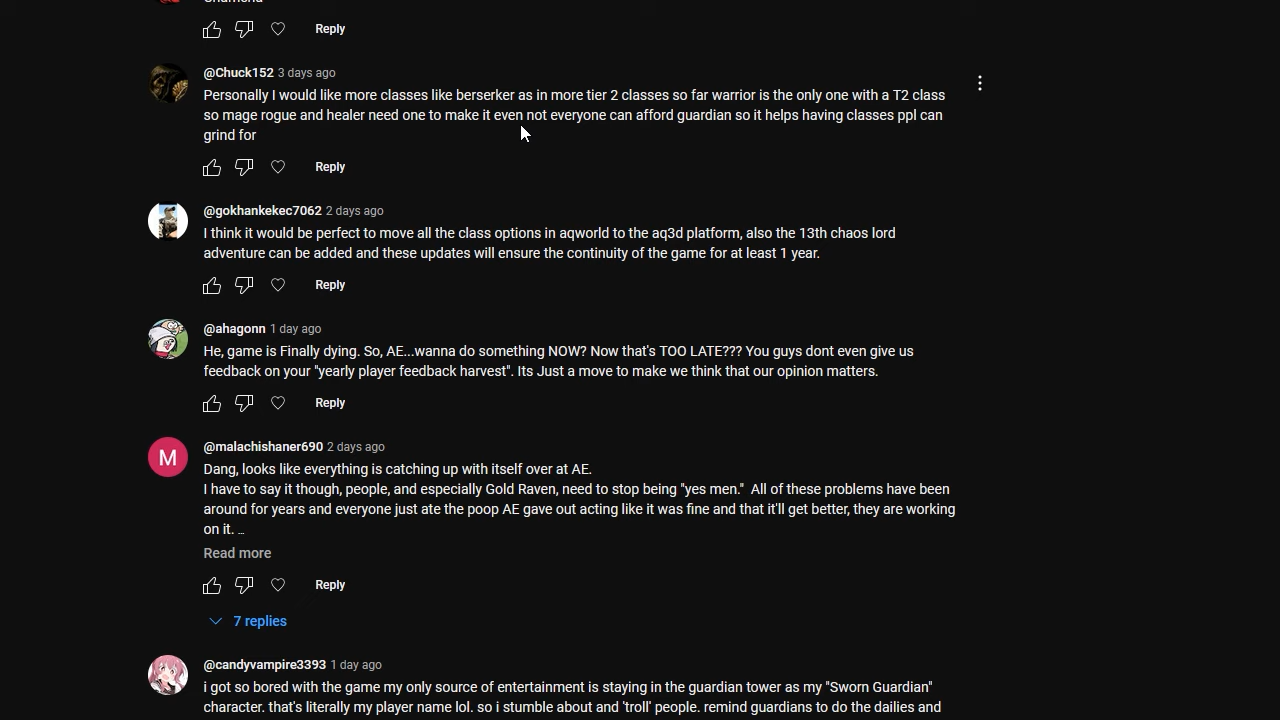 Reply
@Chuck152 3 days ago
Personally I would like more classes like berserker as in more tier 2 classes so far warrior is the only one with a T2 class
so mage rogue and healer need one to make it even not everyone can afford guardian so it helps having classes ppl can
grind for
Reply
@gokhankekec7062 2 days ago
I think it would be perfect to move all the class options in aqworld to the aq3d platform, also the 13th chaos lord
adventure can be added and these updates will ensure the continuity of the game for at least 1 year.
Reply
@ahagonn 1 day ago
He, game is Finally dying. So, AE...wanna do something NOW? Now that's TOO LATE??? You guys dont even give us
feedback on your "yearly player feedback harvest". Its Just a move to make we think that our opinion matters.
Reply
M
@malachishaner690 2 days ago
Dang, looks like everything is catching up with itself over at AE.
I have to say it though, people, and especially Gold Raven, need to stop being "yes men." All of these problems have been
around for years and everyone just ate the poop AE gave out acting like it was fine and that it'll get better, they are working
on it. ...
Read more
Reply
7 replies
@candyvampire3393 1 day ago
i got so bored with the game my only source of entertainment is staying in the guardian tower as my "Sworn Guardian"
character. that's literally my player name lol. so i stumble about and 'troll' people. remind guardians to do the dailies and